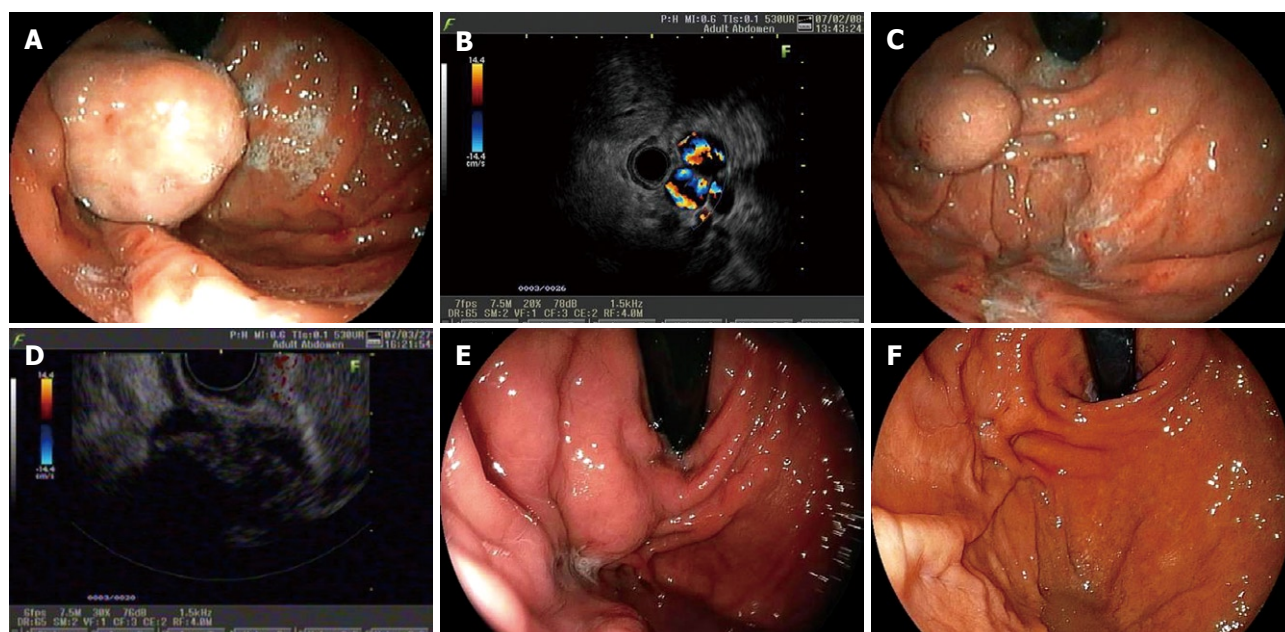 A
B
F
P:H MI:0.6 TIs:0.1 530UR 07/02/08
Adult Abdomen 13:43:24
14.4
F
-14.4
cm/s
0003/0026
7fps 7.5M 20X 78dB 1.5kHz
DR:65 SM:2 VF:1 CF:3 CE:2 RF:4.0M
C
D
F
P:H MI:0.6 TIs:0.1 530UR 07/03/27
Adult Abdomen 16:21:54
14.4
F
-14.4
cm/s
0003/0020
6fps 7.5M 30X 76dB 1.5kHz
DR:65 SM:2 VF:1 CF:3 CE:2 RF:4.0M
E
F